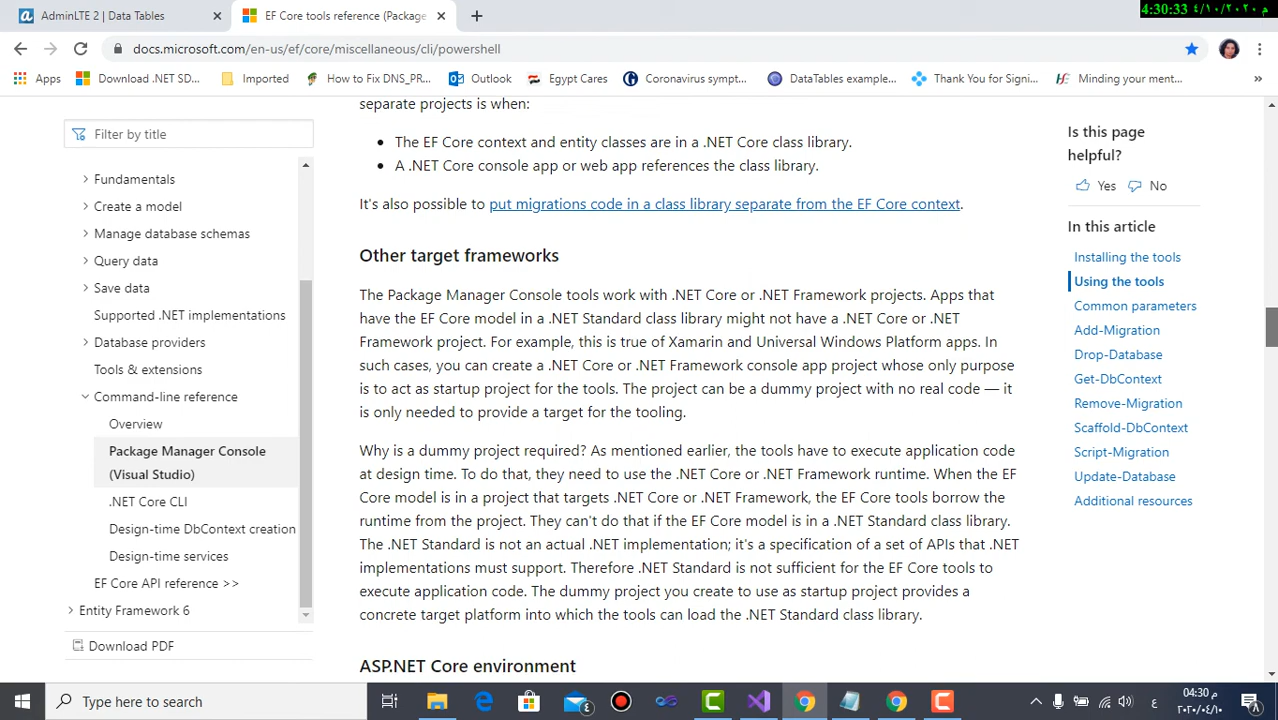 AdminLTE 2 | Data Tables
EF Core tools reference (Package
4:30:33 ٤/١٠/٢٠٢٠ م
docs.microsoft.com/en-us/ef/core/miscellaneous/cli/powershell
Apps
Download .NET SD...
Imported
How to Fix DNS_PR...
Outlook
Egypt Cares
Coronavirus sympt...
DataTables example...
Thank You for Signi...
Minding your ment...
»
Filter by title
Fundamentals
Create a model
Manage database schemas
Query data
Save data
Supported .NET implementations
Database providers
Tools & extensions
Command-line reference
Overview
Package Manager Console
(Visual Studio)
.NET Core CLI
Design-time DbContext creation
Design-time services
EF Core API reference >>
Entity Framework 6
Download PDF
separate projects is when:
• The EF Core context and entity classes are in a .NET Core class library.
• A .NET Core console app or web app references the class library.
It's also possible to put migrations code in a class library separate from the EF Core context.
Other target frameworks
The Package Manager Console tools work with .NET Core or .NET Framework projects. Apps that
have the EF Core model in a .NET Standard class library might not have a .NET Core or .NET
Framework project. For example, this is true of Xamarin and Universal Windows Platform apps. In
such cases, you can create a .NET Core or .NET Framework console app project whose only purpose
is to act as startup project for the tools. The project can be a dummy project with no real code — it
is only needed to provide a target for the tooling.
Why is a dummy project required? As mentioned earlier, the tools have to execute application code
at design time. To do that, they need to use the .NET Core or .NET Framework runtime. When the EF
Core model is in a project that targets .NET Core or .NET Framework, the EF Core tools borrow the
runtime from the project. They can't do that if the EF Core model is in a .NET Standard class library.
The .NET Standard is not an actual .NET implementation; it's a specification of a set of APIs that .NET
implementations must support. Therefore .NET Standard is not sufficient for the EF Core tools to
execute application code. The dummy project you create to use as startup project provides a
concrete target platform into which the tools can load the .NET Standard class library.
ASP.NET Core environment
Is this page
helpful?
Yes
No
In this article
Installing the tools
Using the tools
Common parameters
Add-Migration
Drop-Database
Get-DbContext
Remove-Migration
Scaffold-DbContext
Script-Migration
Update-Database
Additional resources
Type here to search
ع
04:30 م
٢٠٢٠/٠٤/١٠